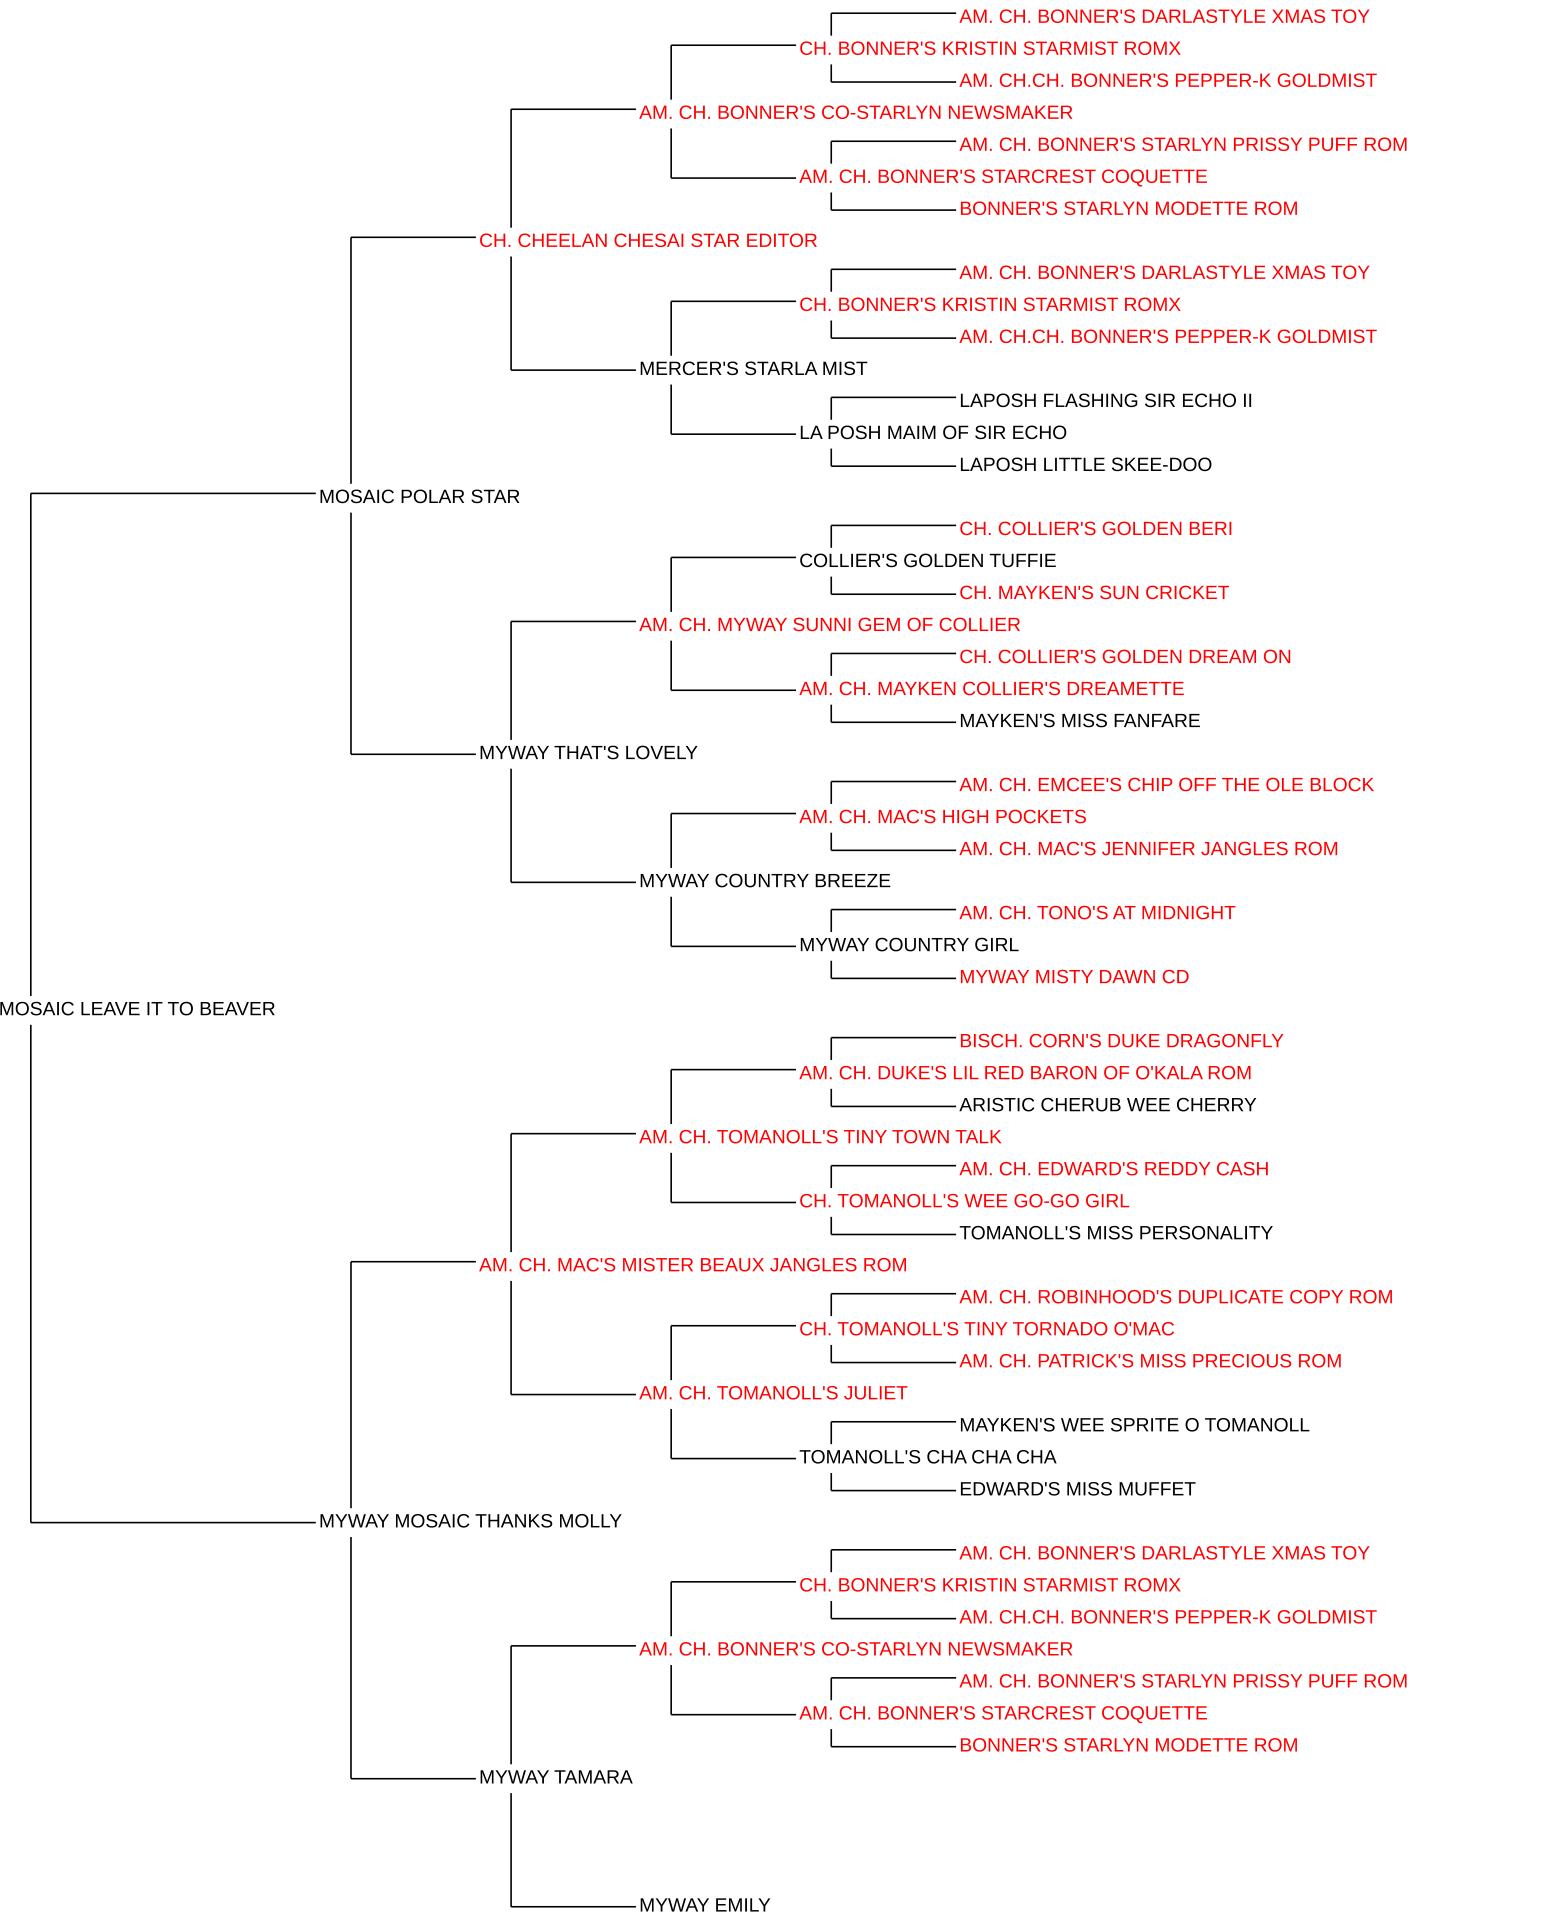 AM. CH. BONNER'S DARLASTYLE XMAS TOY
CH. BONNER'S KRISTIN STARMIST ROMX
AM. CH.CH. BONNER'S PEPPER-K GOLDMIST
AM. CH. BONNER'S CO-STARLYN NEWSMAKER
AM. CH. BONNER'S STARLYN PRISSY PUFF ROM
AM. CH. BONNER'S STARCREST COQUETTE
BONNER'S STARLYN MODETTE ROM
CH. CHEELAN CHESAI STAR EDITOR
AM. CH. BONNER'S DARLASTYLE XMAS TOY
CH. BONNER'S KRISTIN STARMIST ROMX
AM. CH.CH. BONNER'S PEPPER-K GOLDMIST
MERCER'S STARLA MIST
LAPOSH FLASHING SIR ECHO II
LA POSH MAIM OF SIR ECHO
LAPOSH LITTLE SKEE-DOO
MOSAIC POLAR STAR
CH. COLLIER'S GOLDEN BERI
COLLIER'S GOLDEN TUFFIE
CH. MAYKEN'S SUN CRICKET
AM. CH. MYWAY SUNNI GEM OF COLLIER
CH. COLLIER'S GOLDEN DREAM ON
AM. CH. MAYKEN COLLIER'S DREAMETTE
MAYKEN'S MISS FANFARE
MYWAY THAT'S LOVELY
AM. CH. EMCEE'S CHIP OFF THE OLE BLOCK
AM. CH. MAC'S HIGH POCKETS
AM. CH. MAC'S JENNIFER JANGLES ROM
MYWAY COUNTRY BREEZE
AM. CH. TONO'S AT MIDNIGHT
MYWAY COUNTRY GIRL
MYWAY MISTY DAWN CD
MOSAIC LEAVE IT TO BEAVER
BISCH. CORN'S DUKE DRAGONFLY
AM. CH. DUKE'S LIL RED BARON OF O'KALA ROM
ARISTIC CHERUB WEE CHERRY
AM. CH. TOMANOLL'S TINY TOWN TALK
AM. CH. EDWARD'S REDDY CASH
CH. TOMANOLL'S WEE GO-GO GIRL
TOMANOLL'S MISS PERSONALITY
AM. CH. MAC'S MISTER BEAUX JANGLES ROM
AM. CH. ROBINHOOD'S DUPLICATE COPY ROM
CH. TOMANOLL'S TINY TORNADO O'MAC
AM. CH. PATRICK'S MISS PRECIOUS ROM
AM. CH. TOMANOLL'S JULIET
MAYKEN'S WEE SPRITE O TOMANOLL
TOMANOLL'S CHA CHA CHA
EDWARD'S MISS MUFFET
MYWAY MOSAIC THANKS MOLLY
AM. CH. BONNER'S DARLASTYLE XMAS TOY
CH. BONNER'S KRISTIN STARMIST ROMX
AM. CH.CH. BONNER'S PEPPER-K GOLDMIST
AM. CH. BONNER'S CO-STARLYN NEWSMAKER
AM. CH. BONNER'S STARLYN PRISSY PUFF ROM
AM. CH. BONNER'S STARCREST COQUETTE
BONNER'S STARLYN MODETTE ROM
MYWAY TAMARA
MYWAY EMILY